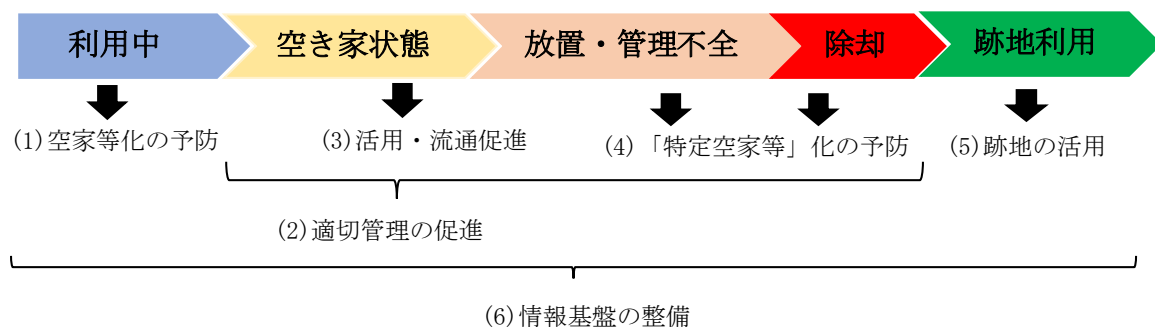 利用中
空き家状態
放置・管理不全
除却
跡地利用
(1)空家等化の予防
(3)活用・流通促進
(4)「特定空家等」化の予防
(5)跡地の活用
(2)適切管理の促進
(6)情報基盤の整備